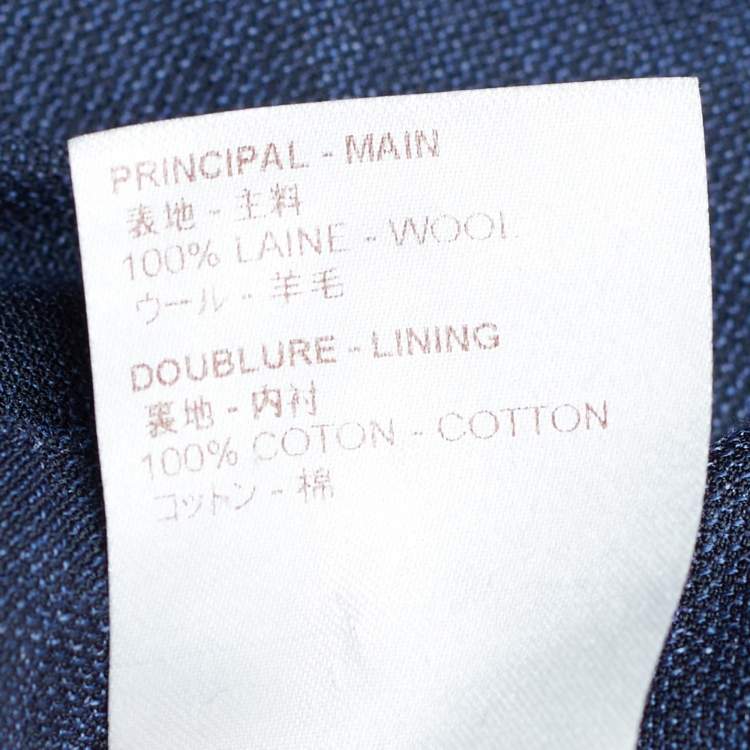 PRINCIPAL - MAIN
表地 - 主料
100% LAINE - WOOL
ウール - 羊毛
DOUBLURE - LINING
裏地 - 内衬
100% COTON - COTTON
コットン - 棉